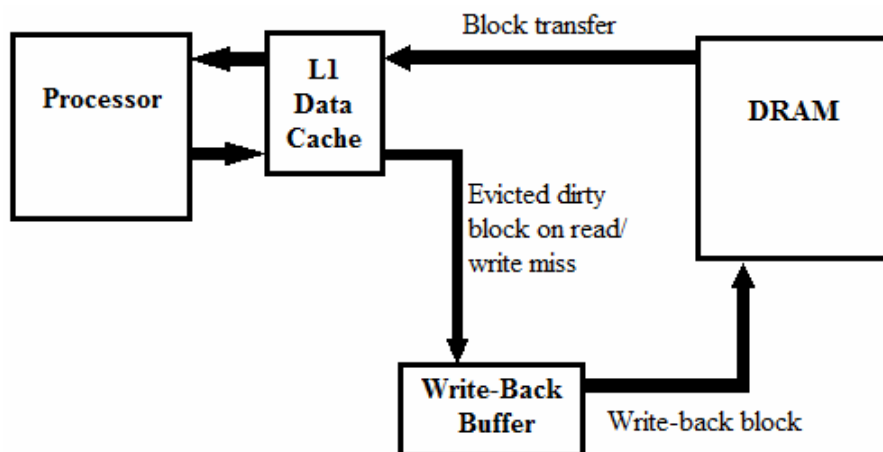 Block transfer
Processor
L1
Data
Cache
DRAM
Evicted dirty
block on read/
write miss
Write-Back
Buffer
Write-back block